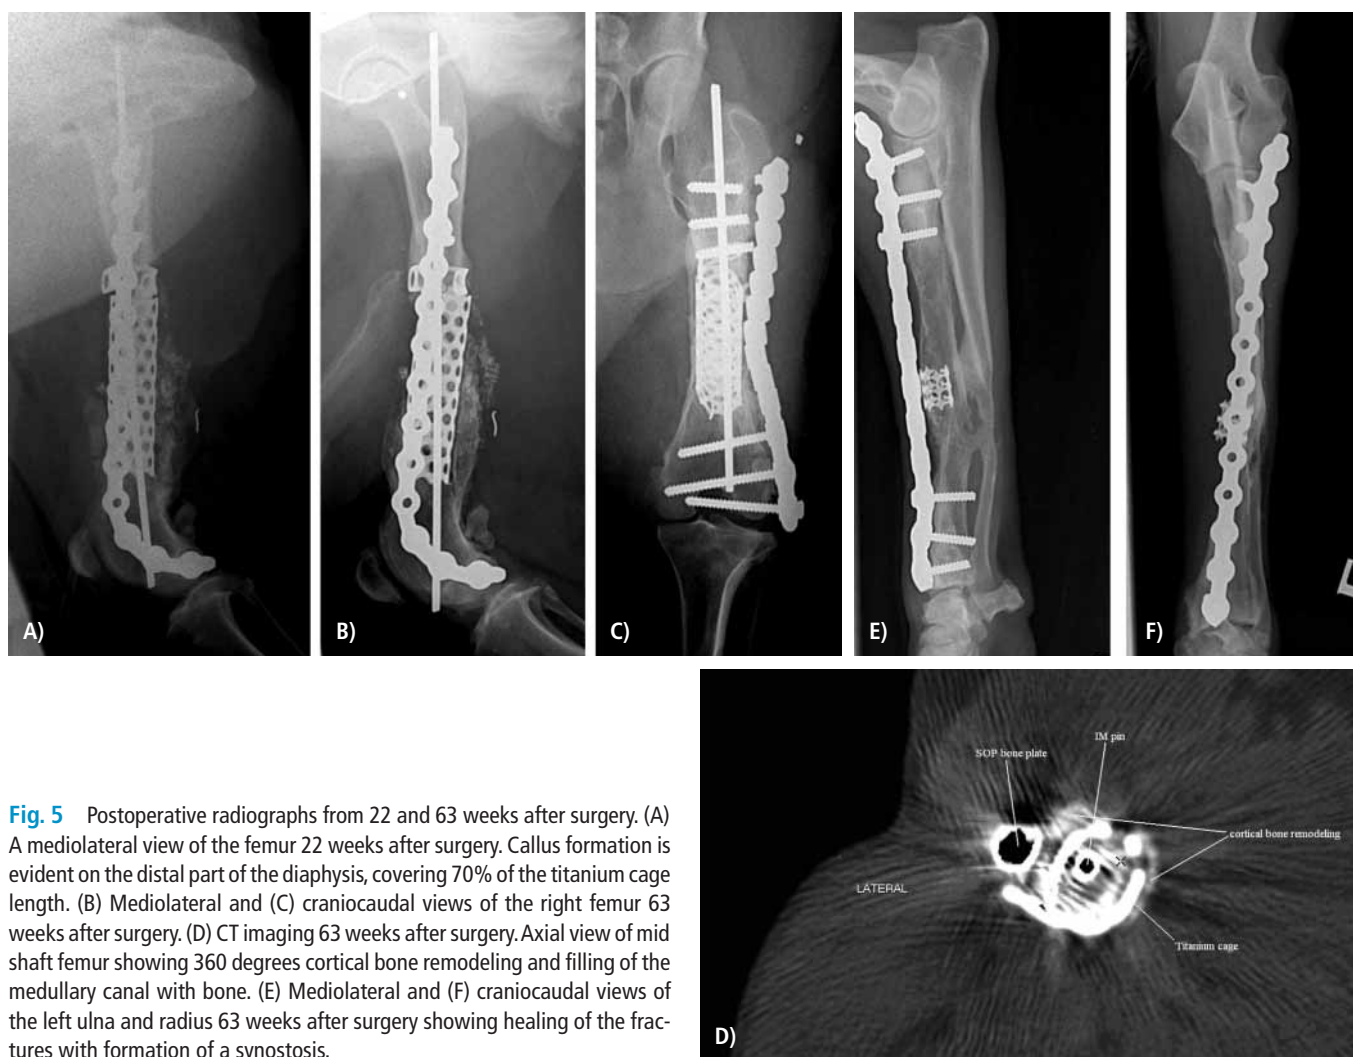 A)
B)
C)
E)
F)
SOP bone plate
IM pin
cortical bone remodeling
LATERAL
Titanium cage
D)
Fig. 5 Postoperative radiographs from 22 and 63 weeks after surgery. (A)
A mediolateral view of the femur 22 weeks after surgery. Callus formation is
evident on the distal part of the diaphysis, covering 70% of the titanium cage
length. (B) Mediolateral and (C) craniocaudal views of the right femur 63
weeks after surgery. (D) CT imaging 63 weeks after surgery. Axial view of mid
shaft femur showing 360 degrees cortical bone remodeling and filling of the
medullary canal with bone. (E) Mediolateral and (F) craniocaudal views of
the left ulna and radius 63 weeks after surgery showing healing of the frac-
tures with formation of a synostosis.